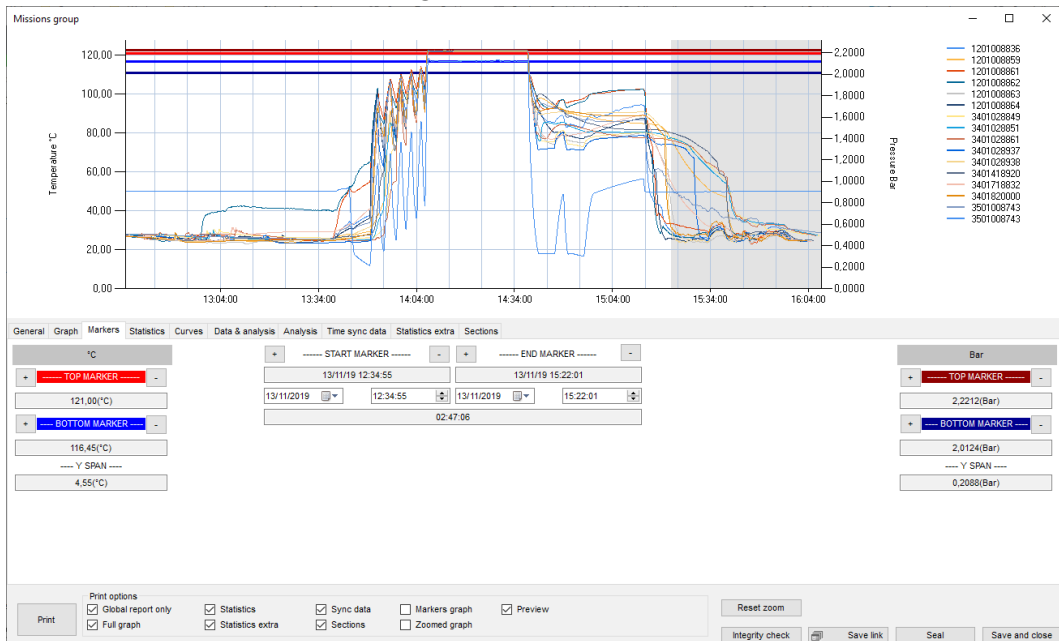 Missions group
120,00
100,00
80,00
60,00
40,00
20,00
0,00
Temperature °C
13:04:00
13:34:00
14:04:00
14:34:00
15:04:00
15:34:00
16:04:00
2,2000
2,0000
1,8000
1,6000
1,4000
1,2000
1,0000
0,8000
0,6000
0,4000
0,2000
0,0000
Pressure Bar
1201008836
1201008859
1201008861
1201008862
1201008863
1201008864
3401028849
3401028851
3401028861
3401028937
3401028938
3401418920
3401718832
3401820000
3501008743
3501008743
General Graph Markers Statistics Curves Data & analysis Analysis Time sync data Statistics extra Sections
°C
+ ------ TOP MARKER ------ -
121,00(°C)
+ ---- BOTTOM MARKER ---- -
116,45(°C)
---- Y SPAN ----
4,55(°C)
+ ------ START MARKER ------ - + ------ END MARKER ------ -
13/11/19 12:34:55 13/11/19 15:22:01
13/11/2019 12:34:55 13/11/2019 15:22:01
02:47:06
Bar
+ ------ TOP MARKER ------ -
2,2212(Bar)
+ ---- BOTTOM MARKER ---- -
2,0124(Bar)
---- Y SPAN ----
0,2088(Bar)
Print
Print options
Global report only Statistics Sync data Markers graph Preview
Full graph Statistics extra Sections Zoomed graph
Reset zoom
Integrity check Save link Seal Save and close